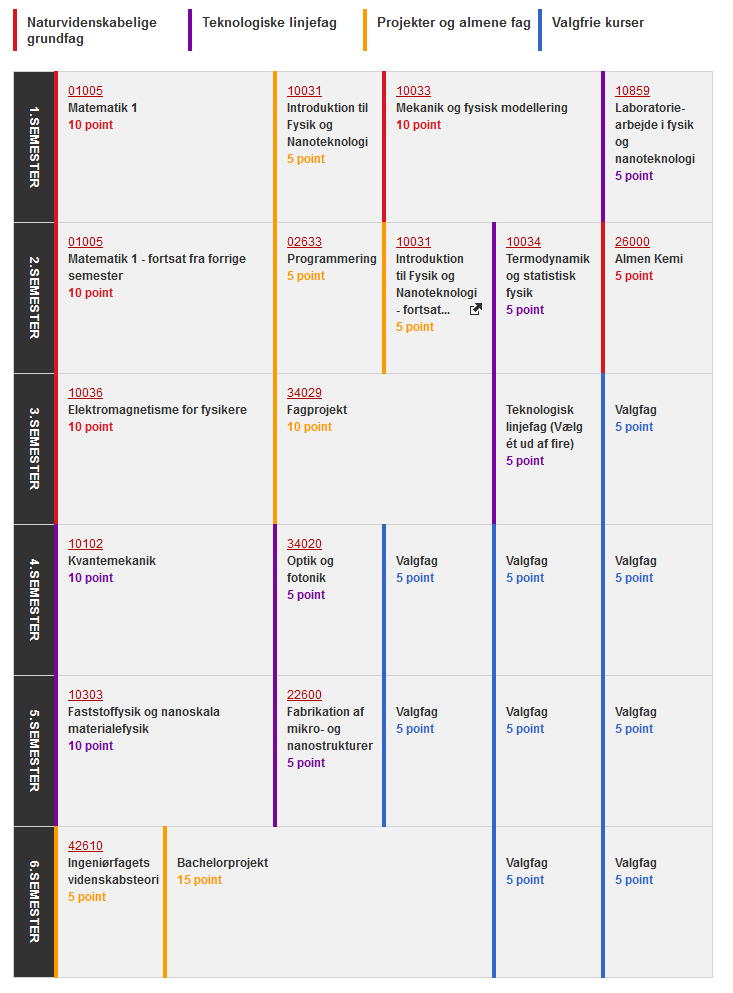 Naturvidenskabelige
grundfag
Teknologiske linjefag
Projekter og almene fag
Valgfrie kurser
1.SEMESTER
01005
Matematik 1
10 point
10031
Introduktion til
Fysik og
Nanoteknologi
5 point
10033
Mekanik og fysisk modellering
10 point
10859
Laboratorie-
arbejde i fysik
og
nanoteknologi
5 point
2.SEMESTER
01005
Matematik 1 - fortsat fra forrige
semester
10 point
02633
Programmering
5 point
10031
Introduktion
til Fysik og
Nanoteknologi
- fortsat...
5 point
10034
Termodynamik
og statistisk
fysik
5 point
26000
Almen Kemi
5 point
3.SEMESTER
10036
Elektromagnetisme for fysikere
10 point
34029
Fagprojekt
10 point
Teknologisk
linjefag (Vælg
ét ud af fire)
5 point
Valgfag
5 point
4.SEMESTER
10102
Kvantemekanik
10 point
34020
Optik og
fotonik
5 point
Valgfag
5 point
Valgfag
5 point
Valgfag
5 point
5.SEMESTER
10303
Faststoffysik og nanoskala
materialefysik
10 point
22600
Fabrikation af
mikro- og
nanostrukturer
5 point
Valgfag
5 point
Valgfag
5 point
Valgfag
5 point
6.SEMESTER
42610
Ingeniørfagets
videnskabsteori
5 point
Bachelorprojekt
15 point
Valgfag
5 point
Valgfag
5 point